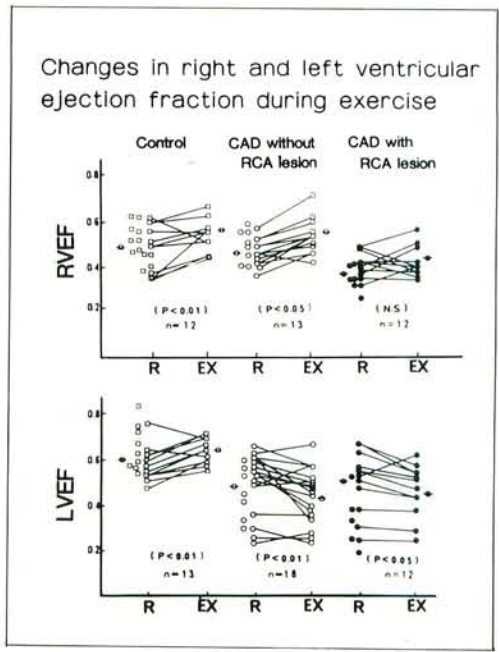 Changes in right and left ventricular
ejection fraction during exercise
Control
CAD without
RCA lesion
CAD with
RCA lesion
RVEF
0.8
0.6
0.4
0.2
(P<0.01)
n=12
(P<0.05)
n=13
(N.S)
n=12
R EX R EX R EX
LVEF
0.8
0.6
0.4
0.2
(P<0.01)
n=13
(P<0.01)
n=18
(P<0.05)
n=12
R EX R EX R EX